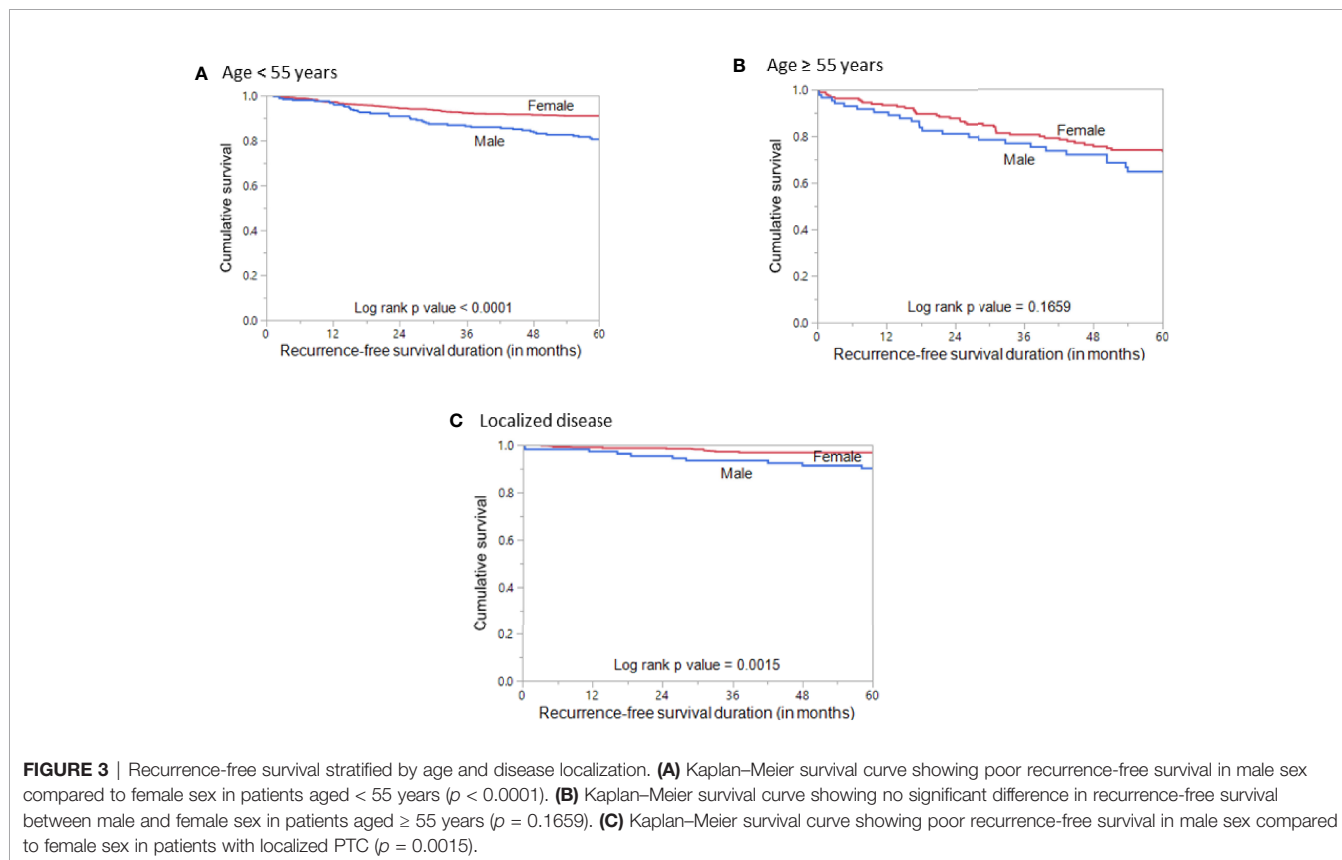 A Age < 55 years
1.0
0.8
0.6
0.4
0.2
0.0
Cumulative survival
Female
Male
Log rank p value < 0.0001
0 12 24 36 48 60
Recurrence-free survival duration (in months)
B Age ≥ 55 years
1.0
0.8
0.6
0.4
0.2
0.0
Cumulative survival
Female
Male
Log rank p value = 0.1659
0 12 24 36 48 60
Recurrence-free survival duration (in months)
C Localized disease
1.0
0.8
0.6
0.4
0.2
0.0
Cumulative survival
Female
Male
Log rank p value = 0.0015
0 12 24 36 48 60
Recurrence-free survival duration (in months)
FIGURE 3 | Recurrence-free survival stratified by age and disease localization. (A) Kaplan–Meier survival curve showing poor recurrence-free survival in male sex
compared to female sex in patients aged < 55 years (p < 0.0001). (B) Kaplan–Meier survival curve showing no significant difference in recurrence-free survival
between male and female sex in patients aged ≥ 55 years (p = 0.1659). (C) Kaplan–Meier survival curve showing poor recurrence-free survival in male sex compared
to female sex in patients with localized PTC (p = 0.0015).